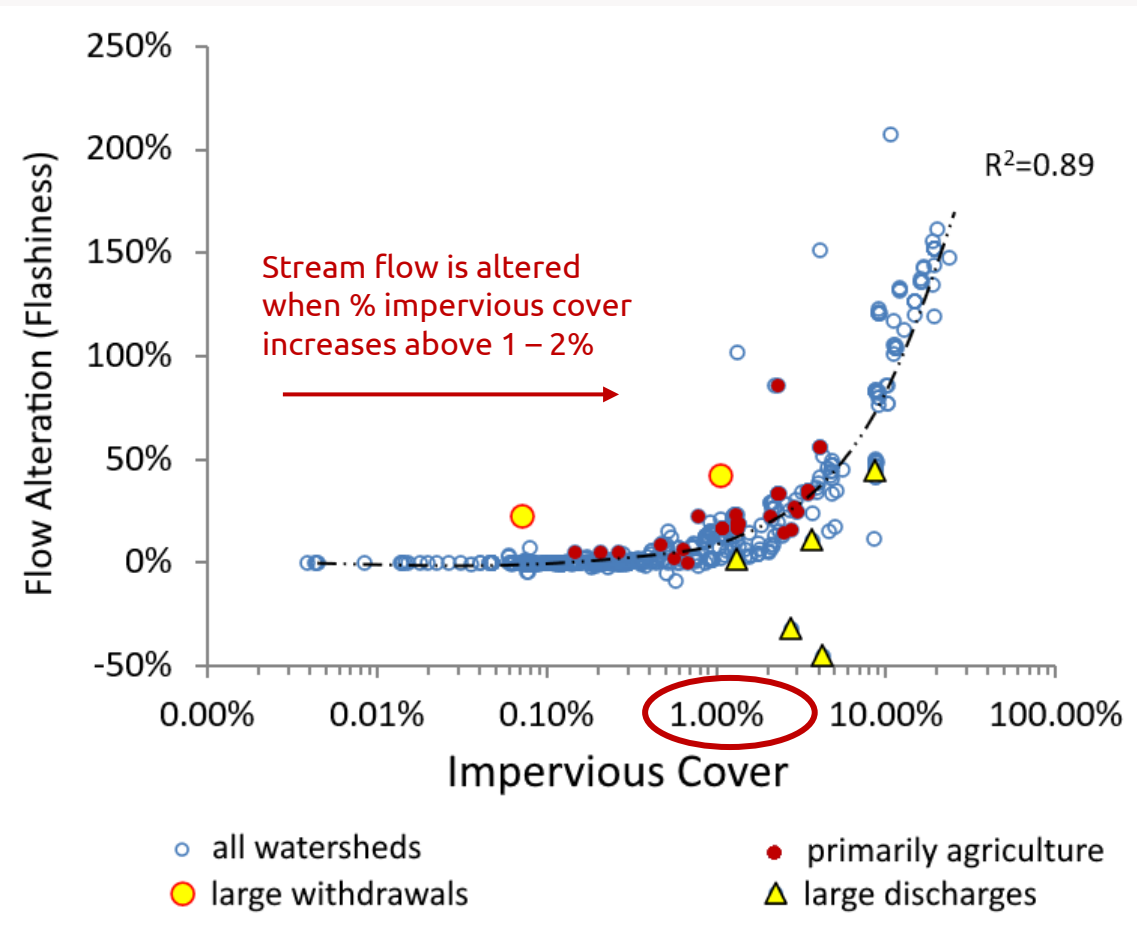 250%
200%
150%
100%
50%
0%
-50%
Flow Alteration (Flashiness)
R²=0.89
Stream flow is altered
when % impervious cover
increases above 1 – 2%
0.00%
0.01%
0.10%
1.00%
10.00%
100.00%
Impervious Cover
all watersheds
primarily agriculture
large withdrawals
large discharges